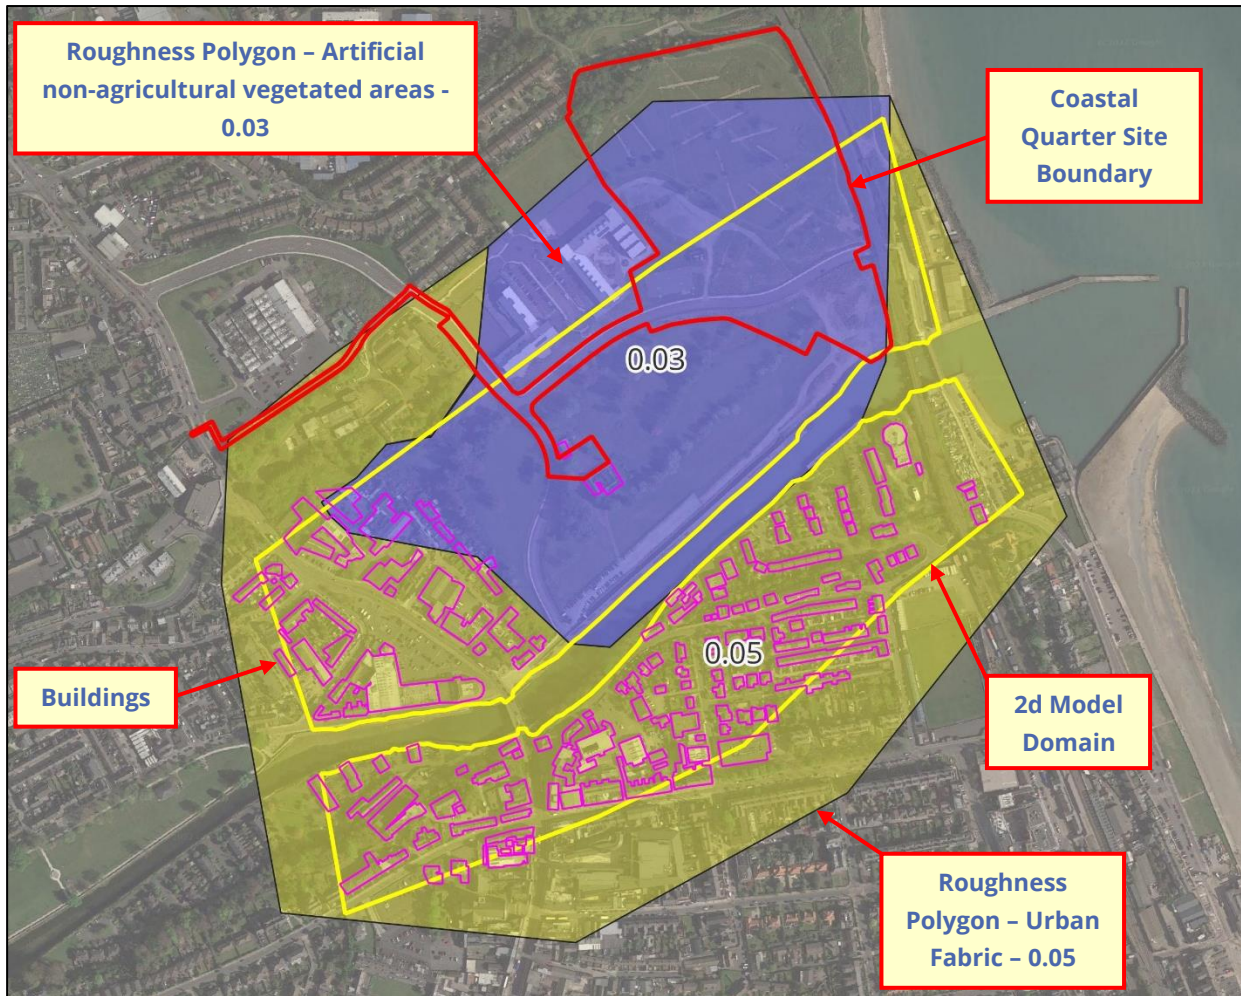 Roughness Polygon – Artificial
non-agricultural vegetated areas -
0.03
Coastal
Quarter Site
Boundary
0.03
0.05
Buildings
2d Model
Domain
Roughness
Polygon – Urban
Fabric – 0.05